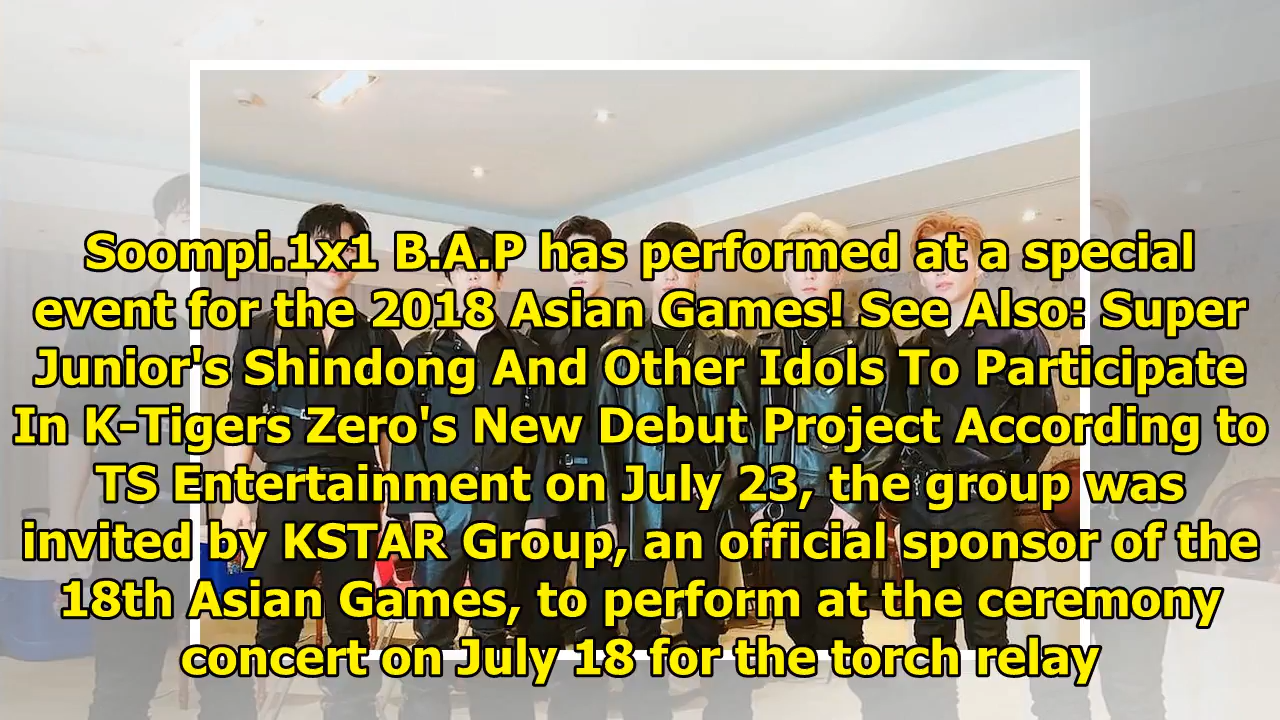 Soompi.1x1 B.A.P has performed at a special
event for the 2018 Asian Games! See Also: Super
Junior's Shindong And Other Idols To Participate
In K-Tigers Zero's New Debut Project According to
TS Entertainment on July 23, the group was
invited by KSTAR Group, an official sponsor of the
18th Asian Games, to perform at the ceremony
concert on July 18 for the torch relay